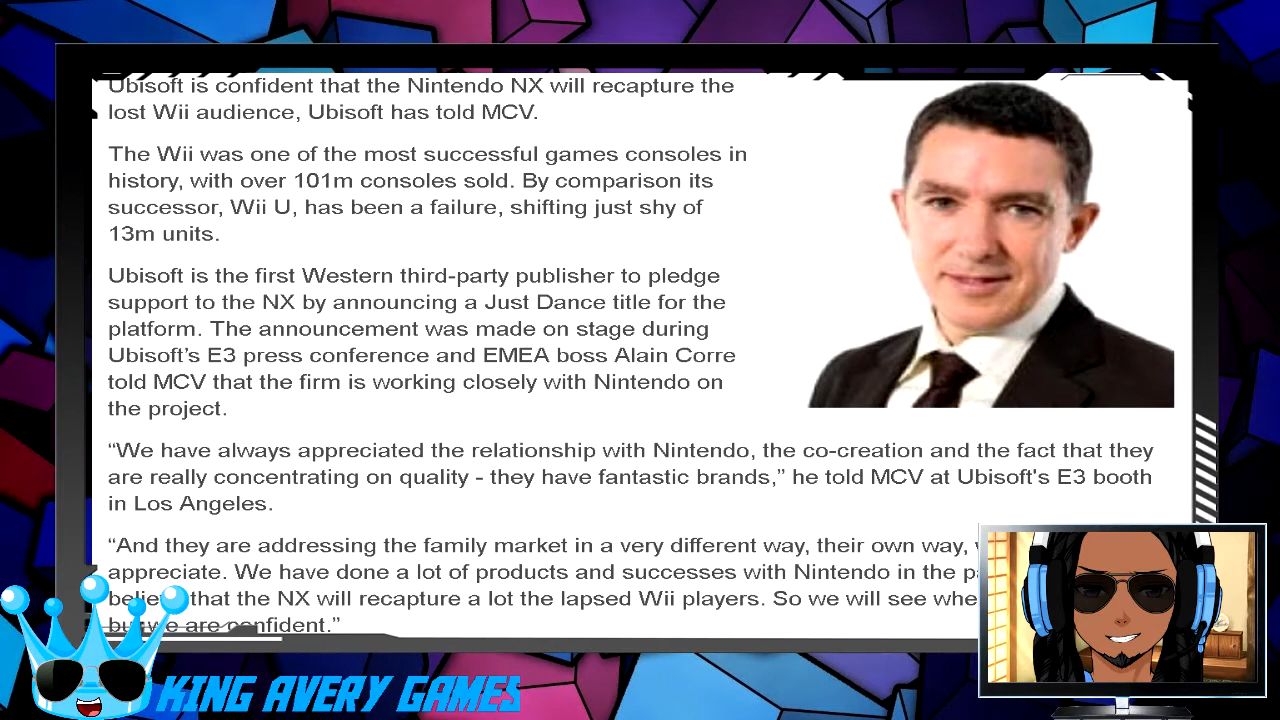 Ubisoft is confident that the Nintendo NX will recapture the
lost Wii audience, Ubisoft has told MCV.
The Wii was one of the most successful games consoles in
history, with over 101m consoles sold. By comparison its
successor, Wii U, has been a failure, shifting just shy of
13m units.
Ubisoft is the first Western third-party publisher to pledge
support to the NX by announcing a Just Dance title for the
platform. The announcement was made on stage during
Ubisoft’s E3 press conference and EMEA boss Alain Corre
told MCV that the firm is working closely with Nintendo on
the project.
“We have always appreciated the relationship with Nintendo, the co-creation and the fact that they
are really concentrating on quality - they have fantastic brands,” he told MCV at Ubisoft's E3 booth
in Los Angeles.
“And they are addressing the family market in a very different way, their own way,
appreciate. We have done a lot of products and successes with Nintendo in the
that the NX will recapture a lot the lapsed Wii players. So we will see
but we are confident.”
KING AVERY GAMES